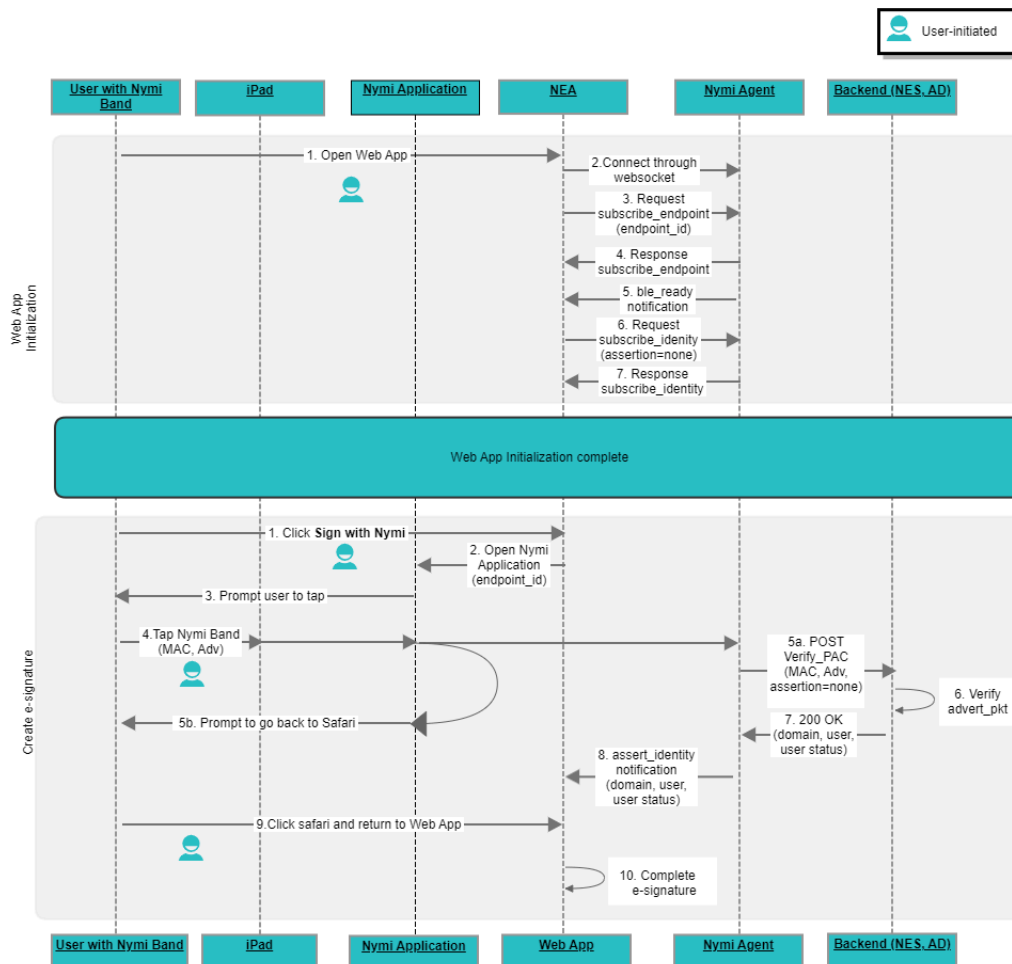 User-initiated
User with Nymi
Band
iPad
Nymi Application
NEA
Nymi Agent
Backend (NES, AD)
Web App
Initialization
1. Open Web App
2.Connect through
websocket
3. Request
subscribe_endpoint
(endpoint_id)
4. Response
subscribe_endpoint
5. ble_ready
notification
6. Request
subscribe_idenity
(assertion=none)
7. Response
subscribe_identity
Web App Initialization complete
Create e-signature
1. Click Sign with Nymi
2. Open Nymi
Application
(endpoint_id)
3. Prompt user to tap
4.Tap Nymi Band
(MAC, Adv)
5a. POST
Verify_PAC
(MAC, Adv,
assertion=none)
6. Verify
advert_pkt
5b. Prompt to go back to Safari
7. 200 OK
(domain, user,
user status)
8. assert_identity
notification
(domain, user,
user status)
9.Click safari and return to Web App
10. Complete
e-signature
User with Nymi Band
iPad
Nymi Application
Web App
Nymi Agent
Backend (NES, AD)